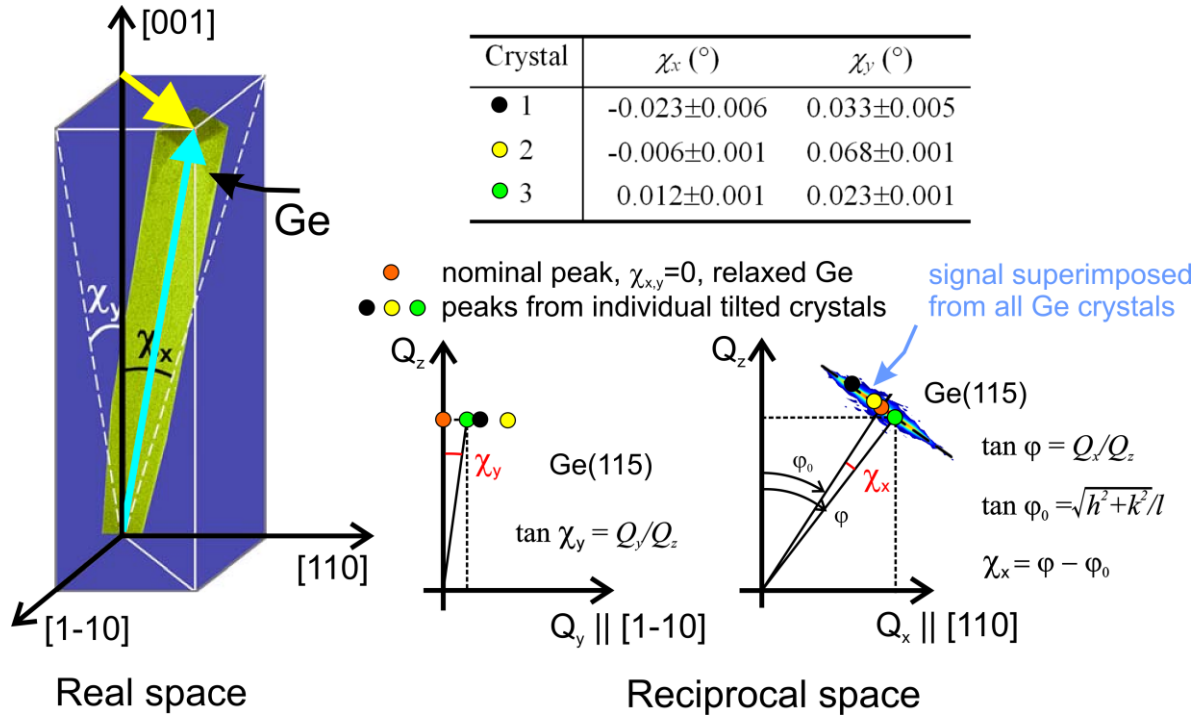 [001]
Ge
χy
χx
[110]
[1-10]
Real space
Crystal χx (°) χy (°)
1 -0.023±0.006 0.033±0.005
2 -0.006±0.001 0.068±0.001
3 0.012±0.001 0.023±0.001
nominal peak, χx,y=0, relaxed Ge
peaks from individual tilted crystals
signal superimposed
from all Ge crystals
Qz
χy
Ge(115)
tan χy = Qy/Qz
Qy || [1-10]
Qz
Ge(115)
φ0
χx
φ
tan φ = Qx/Qz
tan φ0 = √h²+k²/l
χx = φ − φ0
Qx || [110]
Reciprocal space